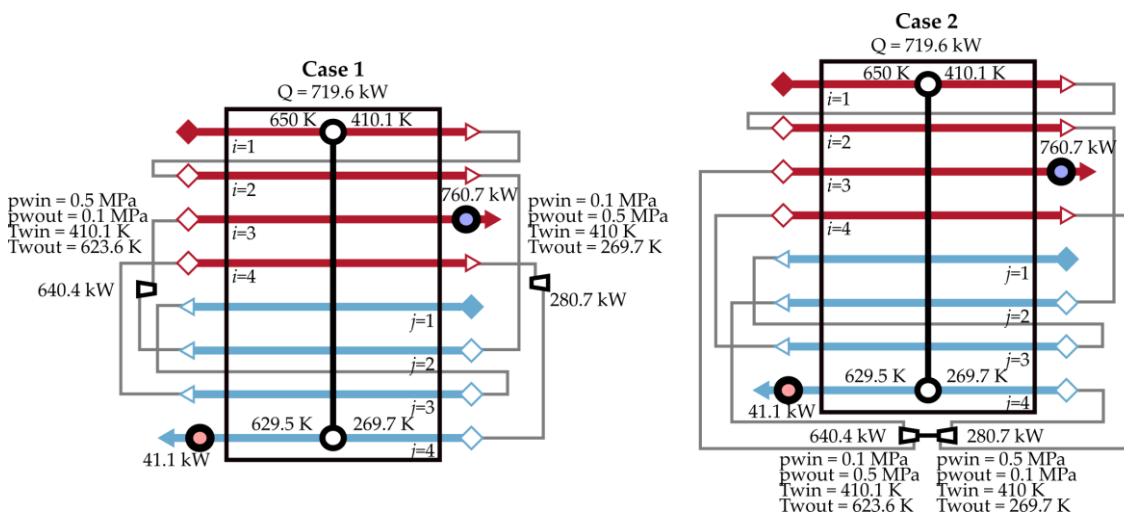 Case 1
Q = 719.6 kW
650 K
410.1 K
i=1
i=2
760.7 kW
pwin = 0.5 MPa
pwout = 0.1 MPa
Twin = 410.1 K
Twout = 623.6 K
i=3
pwin = 0.1 MPa
pwout = 0.5 MPa
Twin = 410 K
Twout = 269.7 K
i=4
640.4 kW
280.7 kW
j=1
j=2
j=3
629.5 K
269.7 K
j=4
41.1 kW
Case 2
Q = 719.6 kW
650 K
410.1 K
i=1
i=2
760.7 kW
i=3
i=4
j=1
j=2
j=3
629.5 K
269.7 K
j=4
41.1 kW
640.4 kW
280.7 kW
pwin = 0.1 MPa
pwout = 0.5 MPa
Twin = 410.1 K
Twout = 623.6 K
pwin = 0.5 MPa
pwout = 0.1 MPa
Twin = 410 K
Twout = 269.7 K